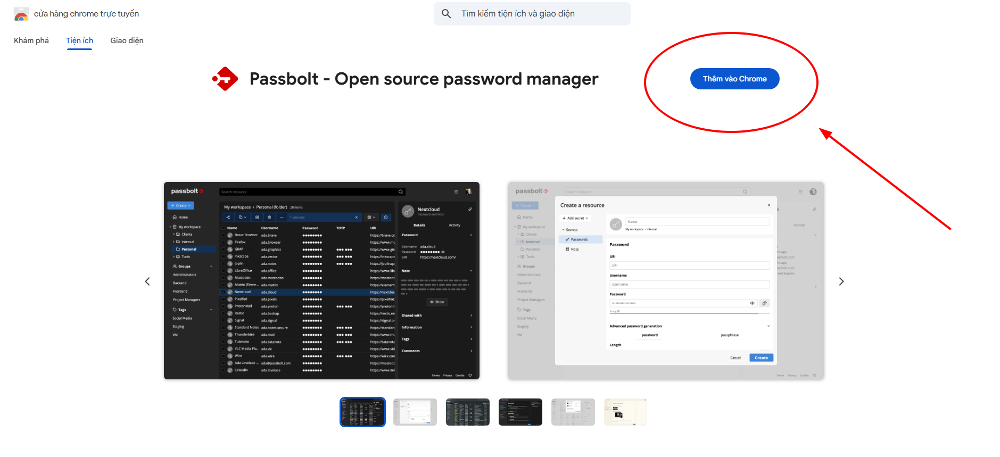 cửa hàng chrome trực tuyến
Tìm kiếm tiện ích và giao diện
Khám phá
Tiện ích
Giao diện
Passbolt - Open source password manager
Thêm vào Chrome
passbolt
Search resource
+ Create
Home
My workspace
Clients
Internal
Personal
Tools
Groups
Administrators
Backend
Frontend
Project Managers
Tags
Social Media
Staging
VM
My workspace › Personal (folder) 20 items
1 selected
Name Username Password TOTP URI
Brave Browser ada.brave •••••••• https://brave.co
Firefox ada.browser •••••••• https://www.mo
GIMP ada.graphics •••••••• ••• ••• https://www.gim
Inkscape ada.vector •••••••• ••• ••• https://inkscape
Joplin ada.notes •••••••• ••• ••• https://joplinap
LibreOffice ada.office •••••••• https://www.lib
Mastodon ada.mastodon •••••••• https://mastodo
Matrix (Eleme... ada.matrix •••••••• https://element
Nextcloud ada.cloud •••••••• https://nextclou
Pixelfed ada.pixels •••••••• https://pixelfed.
ProtonMail ada.proton •••••••• ••• ••• https://protonm
Restic ada.backup •••••••• https://restic.ne
Signal ada.signal •••••••• https://signal.or
Standard Notes ada.notes.secure •••••••• ••• ••• https://standar
Thunderbird ada.mail •••••••• ••• ••• https://www.thu
Tutanota ada.tutanota •••••••• ••• ••• https://tutanota
VLC Media Pla... ada.vlc •••••••• https://www.vid
Wire ada.wire •••••••• ••• ••• https://wire.con
Ada Lovelace ... ada@passbolt.com •••••••• https://mastodo
LinkedIn ada.lovelace •••••••• https://www.lin
Nextcloud
Password and Note
Details
Activity
Password
Username ada.cloud
Password ••••••••
URI https://nextcloud.com/
Note
Show
Shared with
Information
Tags
Comments
Terms Privacy Credits
passbolt
Search resource
+ Create
Home
My workspace
Clients
Internal
Personal
Tools
Groups
Administrators
Backend
Frontend
Project Managers
Tags
Social Media
Staging
VM
Create a resource
×
+ Add secret
Secrets
Passwords
Note
Name
My workspace › Internal
Password
URI
URI
Username
Username
Password
Strong
Advanced password generation
password
passphrase
Length
Cancel
Create
Activity
workspace
Terms Privacy Credits